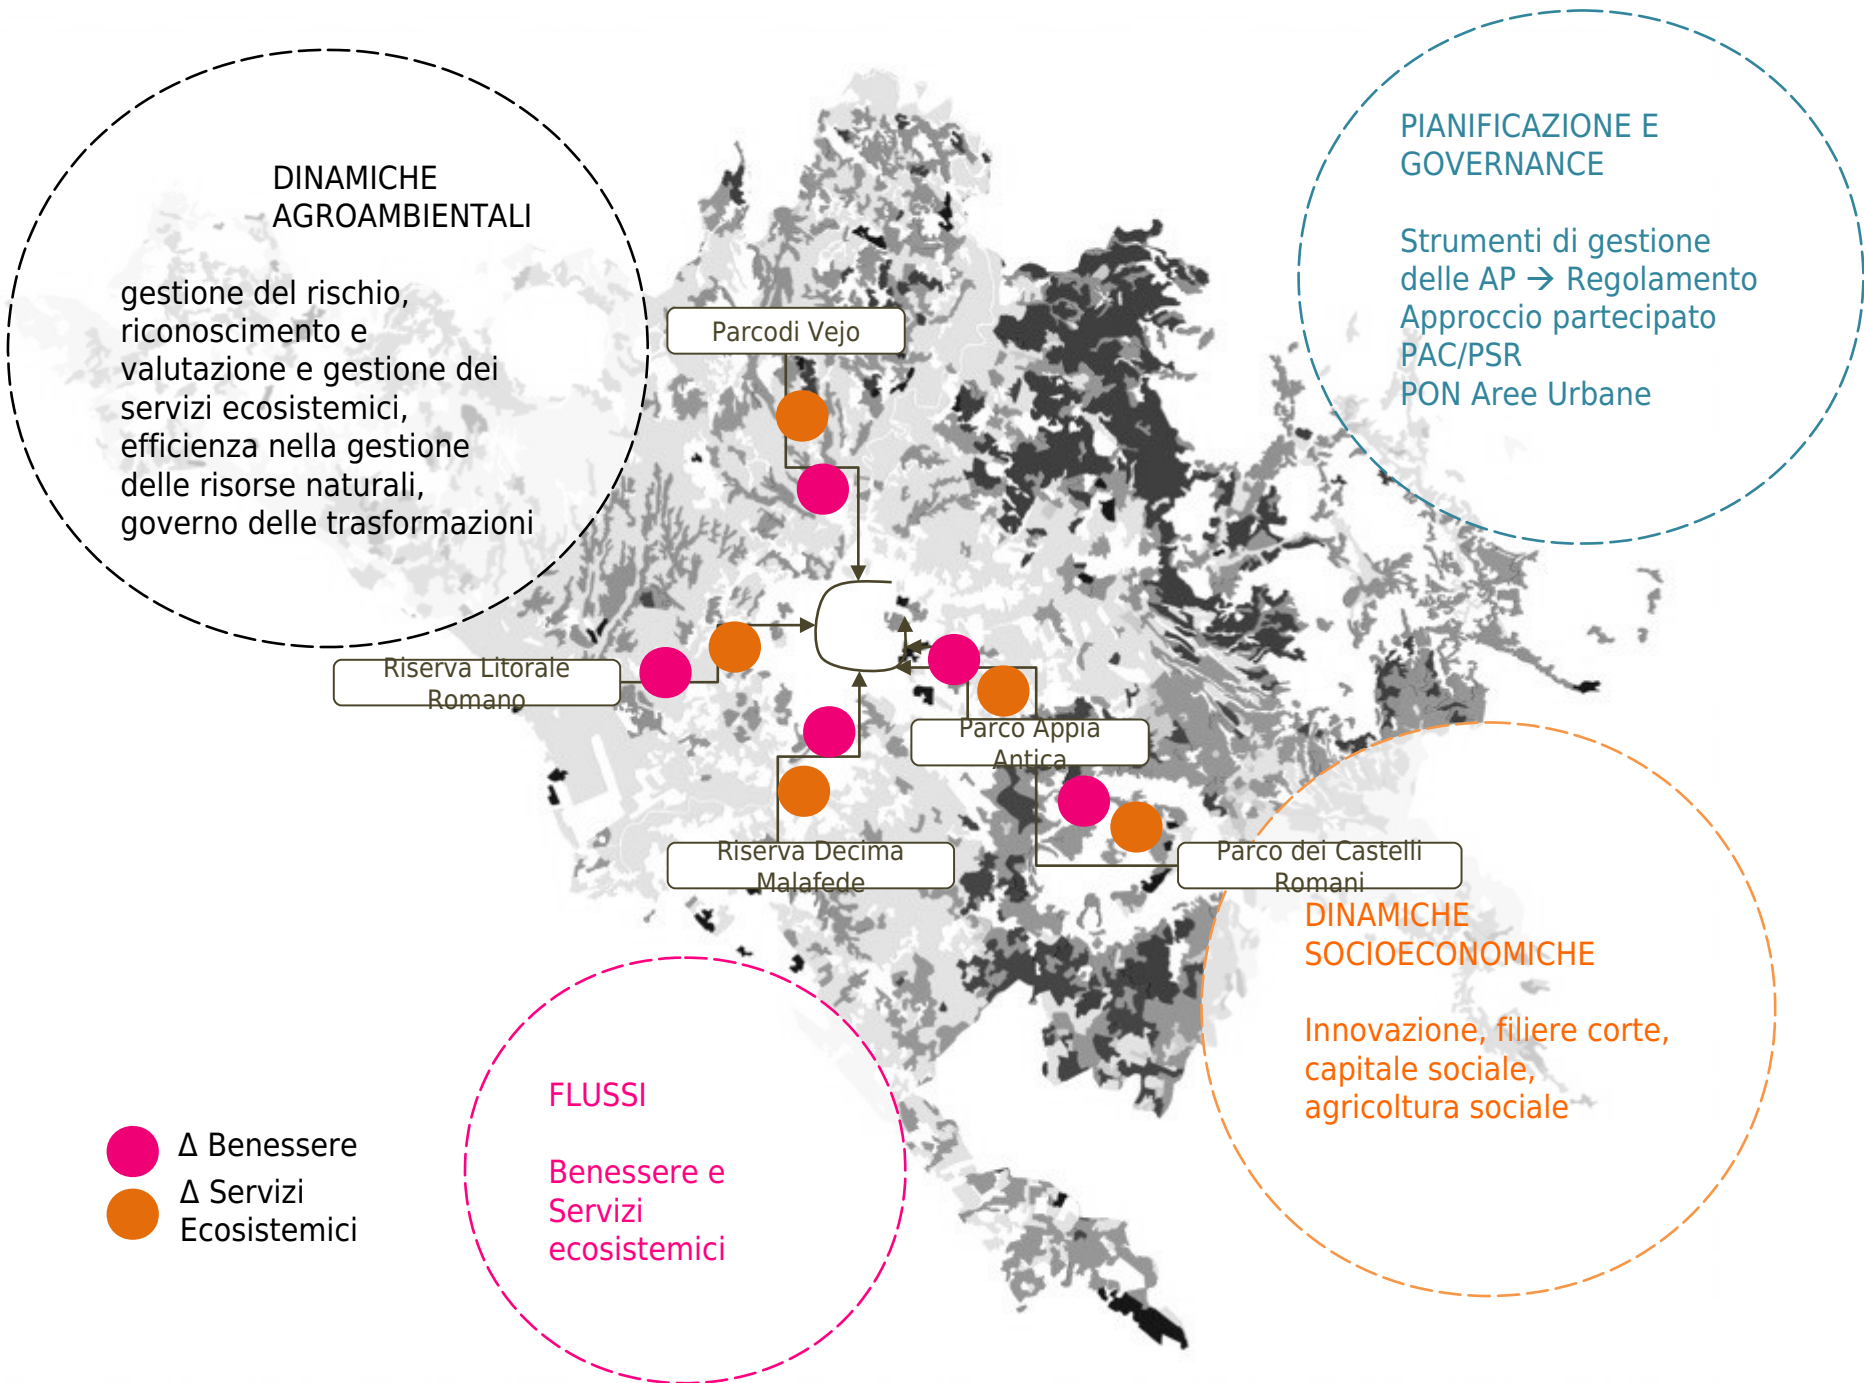 DINAMICHE
AGROAMBIENTALI
gestione del rischio,
riconoscimento e
valutazione e gestione dei
servizi ecosistemici,
efficienza nella gestione
delle risorse naturali,
governo delle trasformazioni
PIANIFICAZIONE E
GOVERNANCE
Strumenti di gestione
delle AP → Regolamento
Approccio partecipato
PAC/PSR
PON Aree Urbane
Parcodi Vejo
Riserva Litorale
Romano
Parco Appia
Antica
Riserva Decima
Malafede
Parco dei Castelli
Romani
DINAMICHE
SOCIOECONOMICHE
Innovazione, filiere corte,
capitale sociale,
agricoltura sociale
FLUSSI
Benessere e
Servizi
ecosistemici
Δ Benessere
Δ Servizi
Ecosistemici